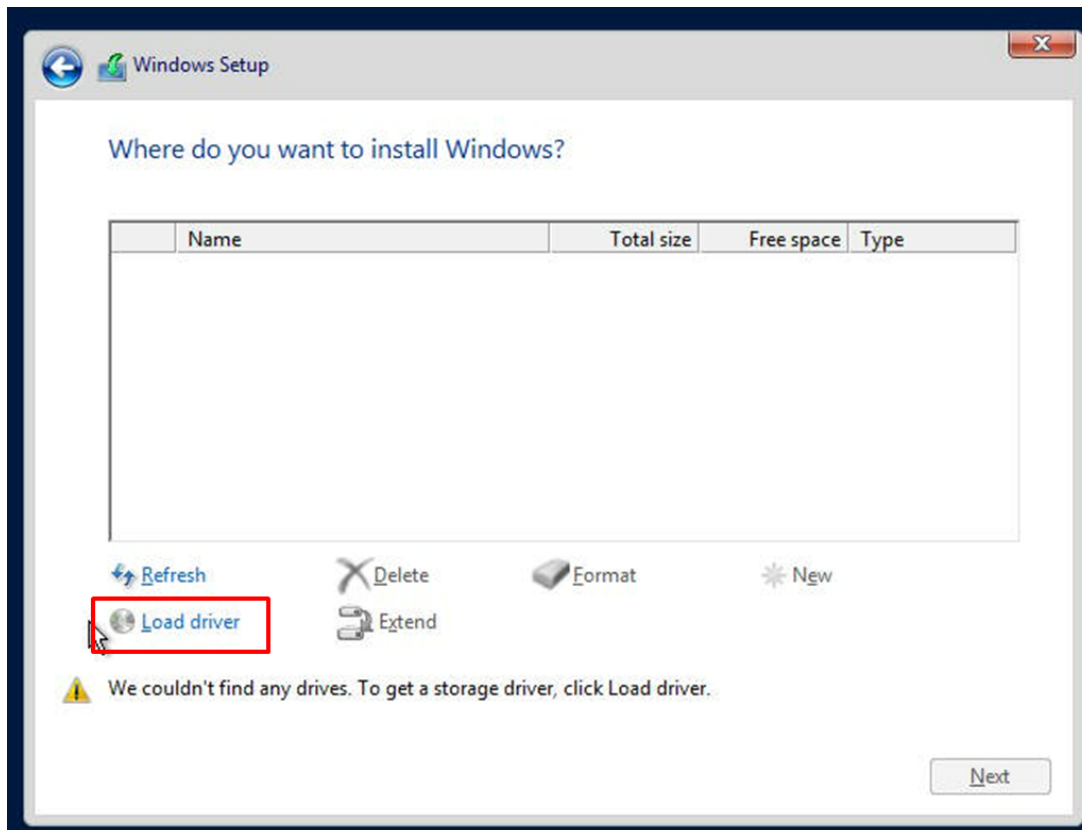 Windows Setup
Where do you want to install Windows?
Name Total size Free space Type
Refresh Delete Format New
Load driver Extend
We couldn't find any drives. To get a storage driver, click Load driver.
Next